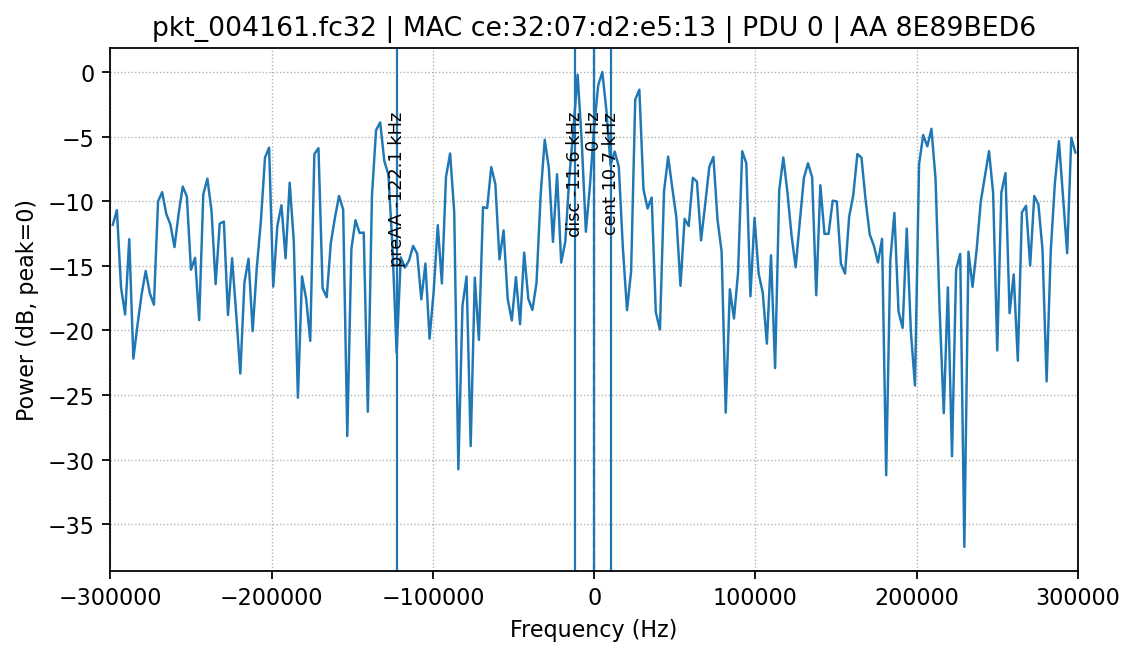 pkt_004161.fc32 | MAC ce:32:07:d2:e5:13 | PDU 0 | AA 8E89BED6
Power (dB, peak=0)
0
−5
−10
−15
−20
−25
−30
−35
preAA -122.1 kHz
disc -11.6 kHz
0 Hz
cent 10.7 kHz
−300000
−200000
−100000
0
100000
200000
300000
Frequency (Hz)